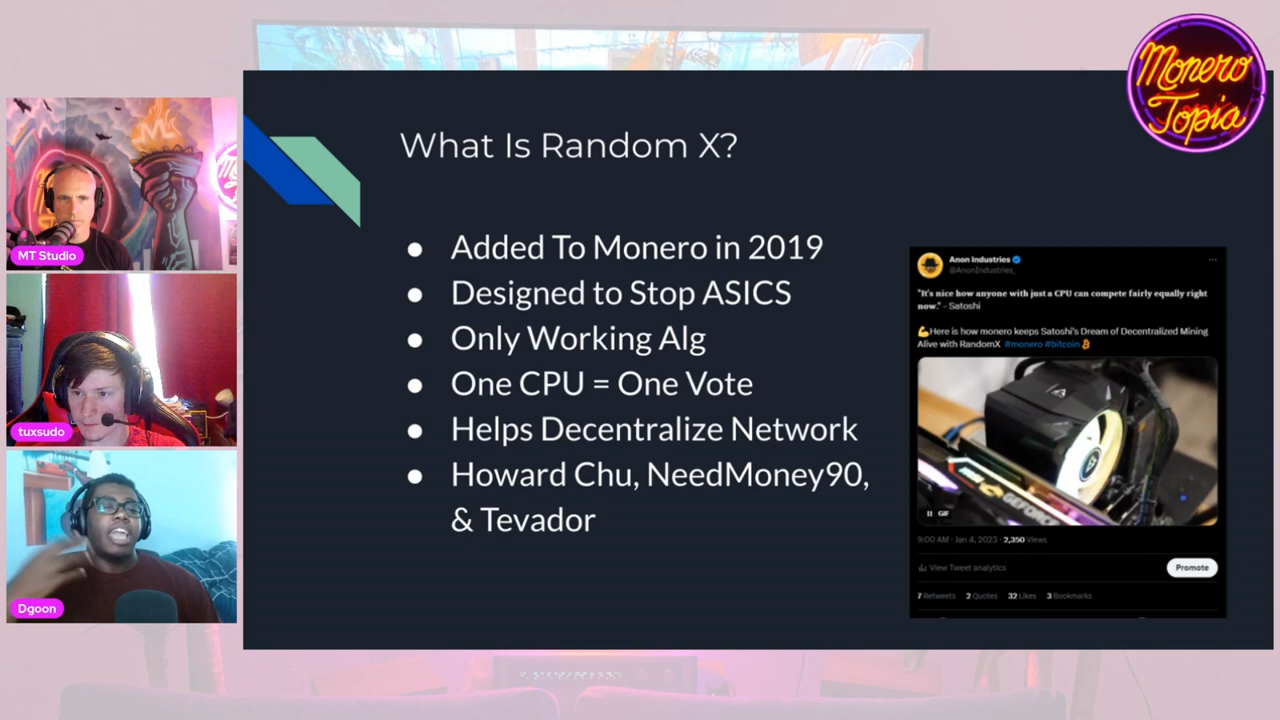 Monero
Topia
MT Studio
tuxsudo
Dgoon
What Is Random X?
● Added To Monero in 2019
● Designed to Stop ASICS
● Only Working Alg
● One CPU = One Vote
● Helps Decentralize Network
● Howard Chu, NeedMoney90,
& Tevador
Anon Industries
@AnonIndustries_
"It's nice how anyone with just a CPU can compete fairly equally right
now." - Satoshi
💪Here is how monero keeps Satoshi's Dream of Decentralized Mining
Alive with RandomX #monero #bitcoin
GEFORCE
GIF
9:00 AM · Jan 4, 2023 · 2,350 Views
View Tweet analytics
Promote
7 Retweets 2 Quotes 32 Likes 3 Bookmarks